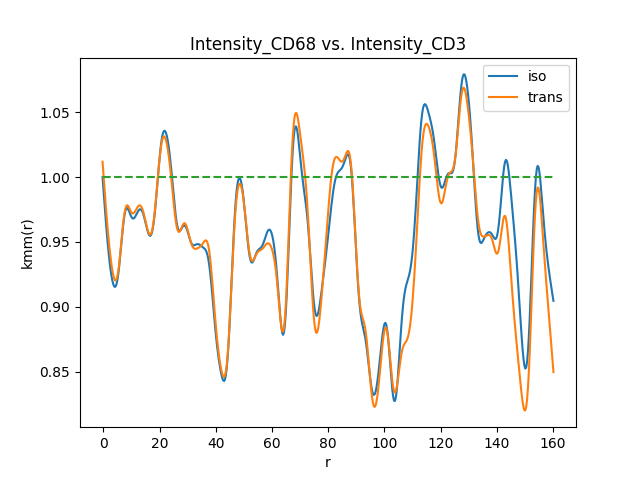 Intensity_CD68 vs. Intensity_CD3
iso
trans
1.05
1.00
0.95
0.90
0.85
kmm(r)
0 20 40 60 80 100 120 140 160
r